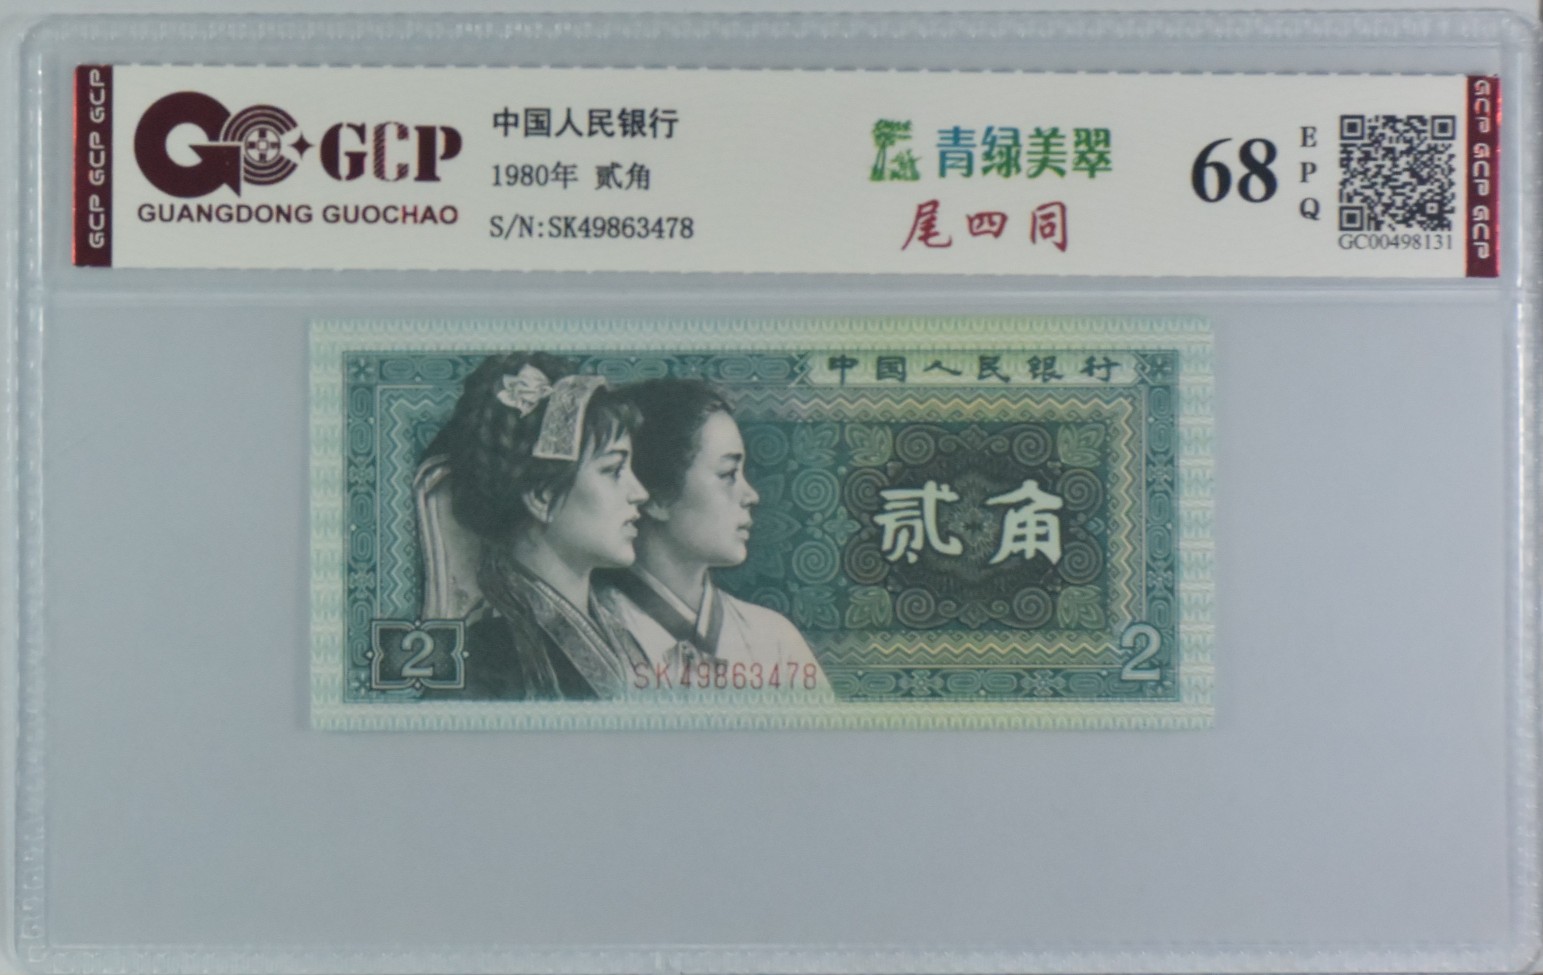 GCP GCP GCP
GCP
GUANGDONG GUOCHAO
中国人民银行
1980年 贰角
S/N:SK49863478
青绿美翠
尾四同
68
EPQ
GC00498131
GCP GCP GCP
中国人民银行
贰角
2
SK49863478
2